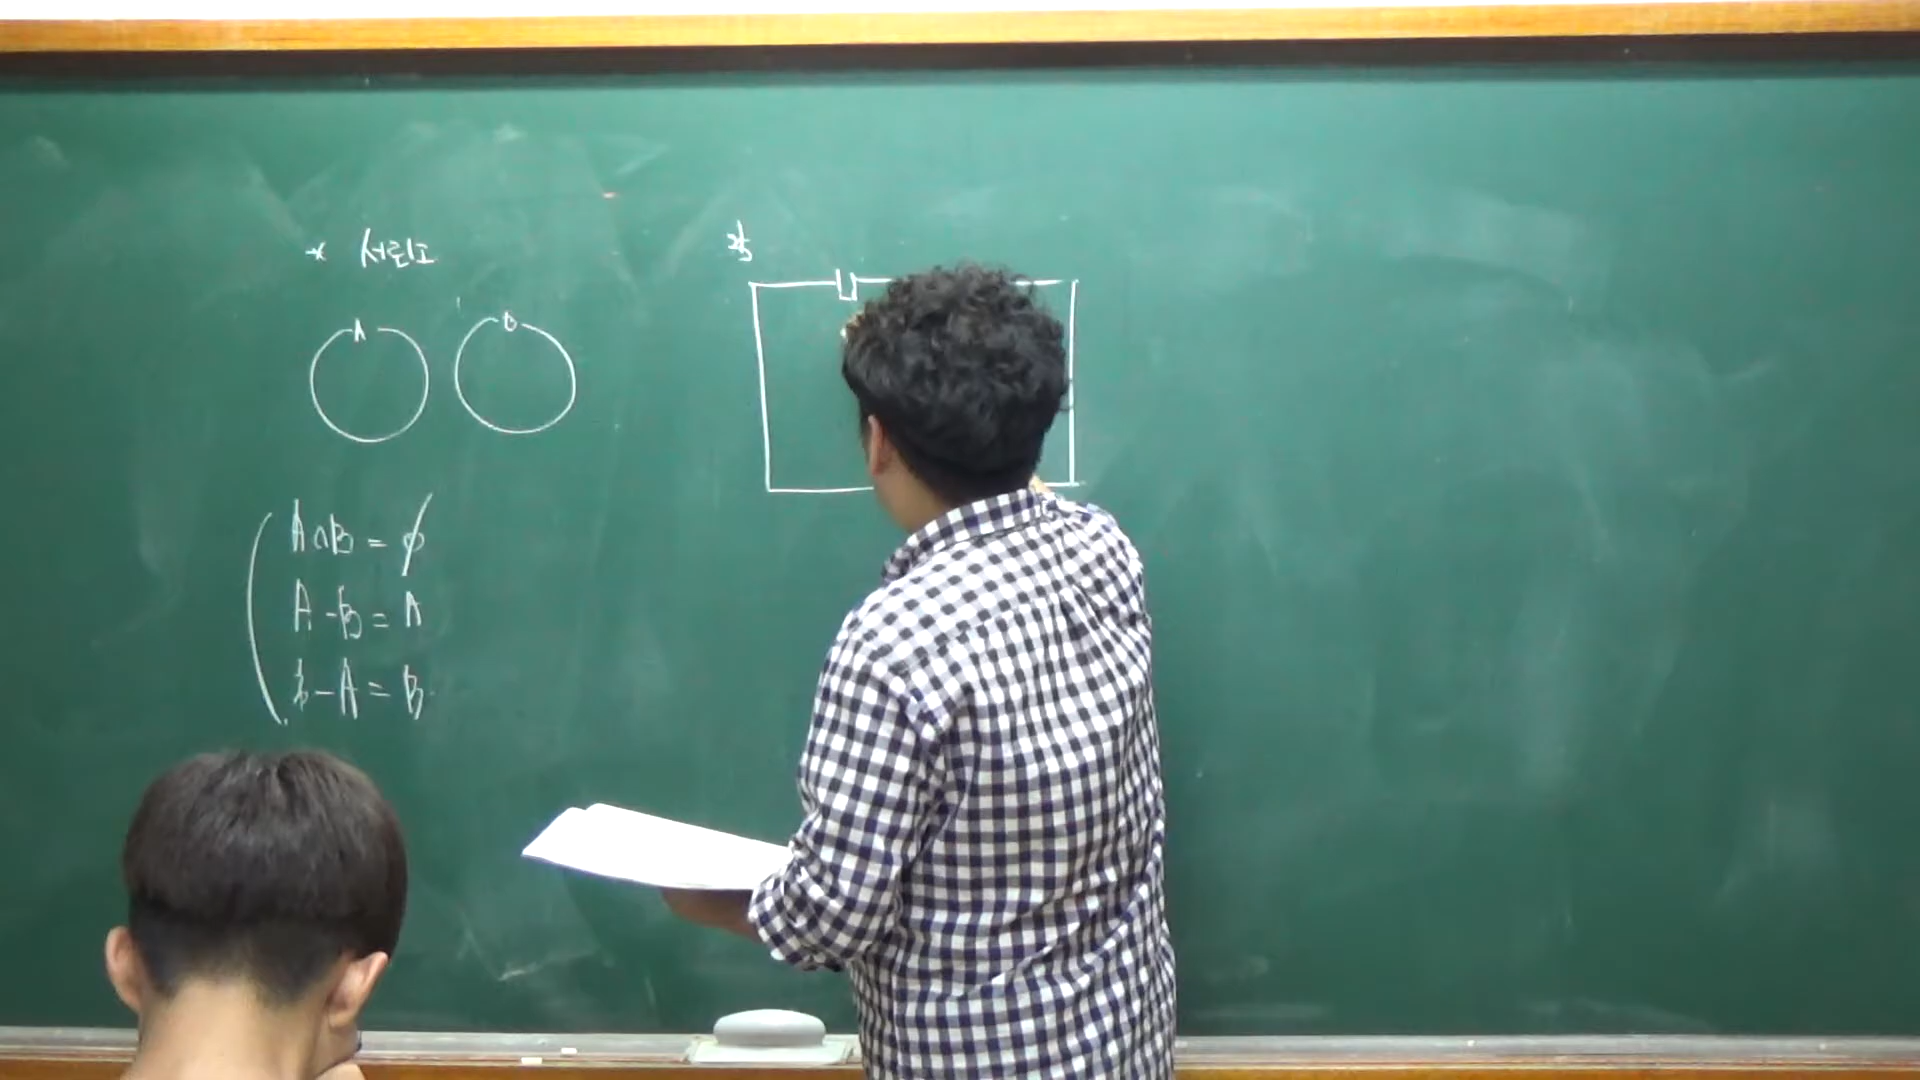 * 서로소
A B
A∩B = ∅
A - B = A
B - A = B
U